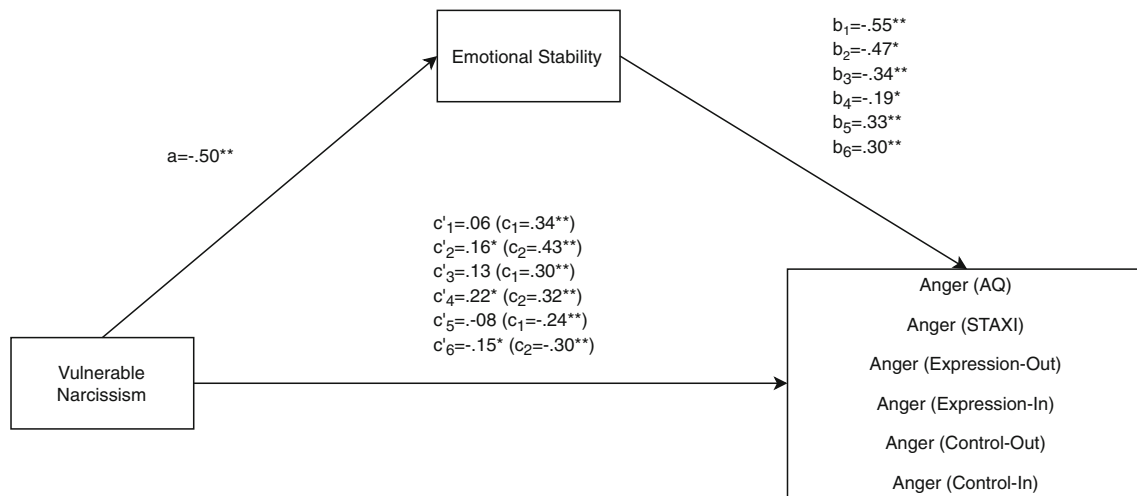 Emotional Stability
b1=-.55**
b2=-.47*
b3=-.34**
b4=-.19*
b5=.33**
b6=.30**
a=-.50**
c'1=.06 (c1=.34**)
c'2=.16* (c2=.43**)
c'3=.13 (c1=.30**)
c'4=.22* (c2=.32**)
c'5=.-08 (c1=-.24**)
c'6=-.15* (c2=-.30**)
Vulnerable
Narcissism
Anger (AQ)
Anger (STAXI)
Anger (Expression-Out)
Anger (Expression-In)
Anger (Control-Out)
Anger (Control-In)